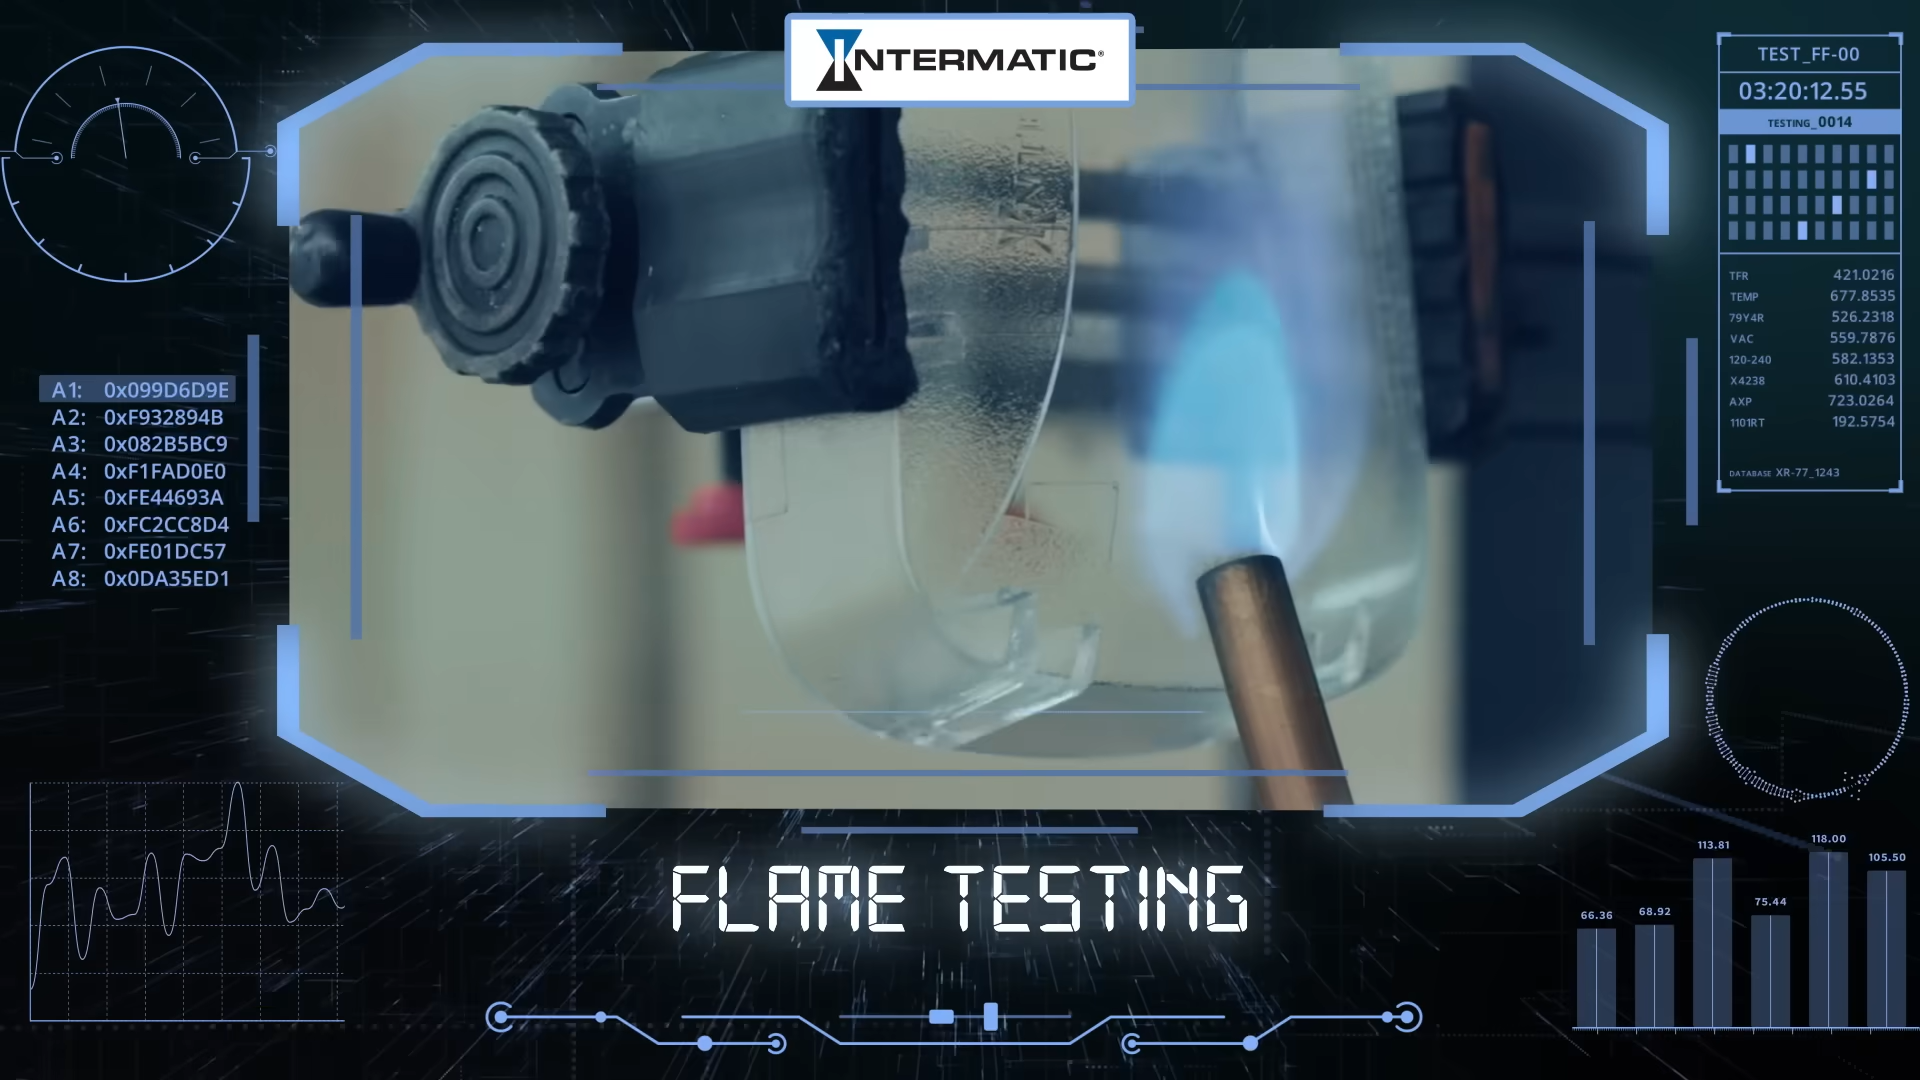 INTERMATIC®
TEST_FF-00
03:20:12.55
TESTING_0014
TFR 421.0216
TEMP 677.8535
79Y4R 526.2318
VAC 559.7876
120-240 582.1353
X4238 610.4103
AXP 723.0264
1101RT 192.5754
DATABASE XR-77_1243
A1: 0x099D6D9E
A2: 0xF932894B
A3: 0x082B5BC9
A4: 0xF1FAD0E0
A5: 0xFE44693A
A6: 0xFC2CC8D4
A7: 0xFE01DC57
A8: 0x0DA35ED1
FLAME TESTING
66.36
68.92
113.81
75.44
118.00
105.50